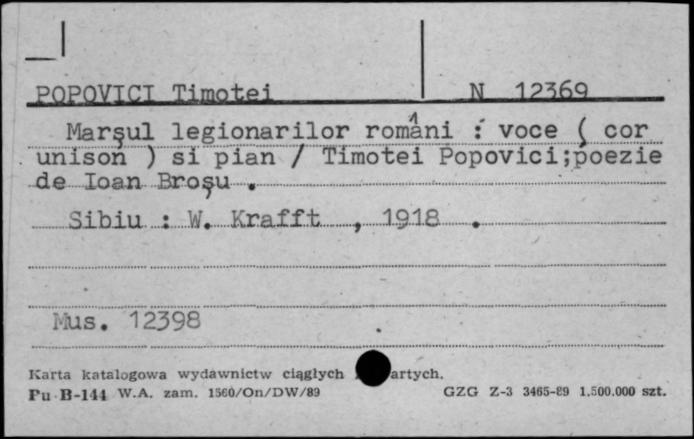 POPOVICI Timotei N 12369
Marşul legionarilor români : voce ( cor
unison ) si pian / Timotei Popovici;poezie
de Ioan Broşu .
Sibiu : W. Krafft , 1918 .
Mus. 12398
Karta katalogowa wydawnictw ciągłych artych.
Pu B-144 W.A. zam. 1560/On/DW/89 GZG Z-3 3465-89 1.500.000 szt.